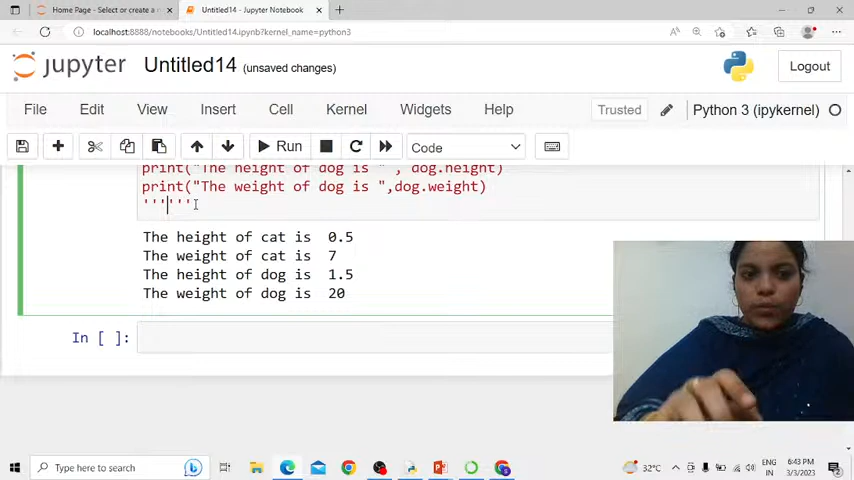 Home Page - Select or create a n
Untitled14 - Jupyter Notebook
localhost:8888/notebooks/Untitled14.ipynb?kernel_name=python3
jupyter Untitled14 (unsaved changes)
Logout
File Edit View Insert Cell Kernel Widgets Help
Trusted
Python 3 (ipykernel)
Run
Code
print("The height of dog is " , dog.height)
print("The weight of dog is ",dog.weight)
''''''
The height of cat is  0.5
The weight of cat is  7
The height of dog is  1.5
The weight of dog is  20
In [ ]:
Type here to search
32°C
ENG
IN
6:43 PM
3/3/2023
2